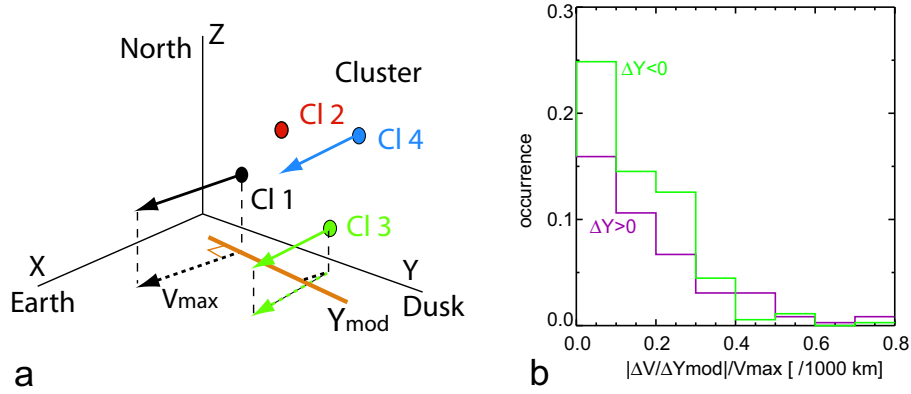 Z
North
Cluster
Cl 2
Cl 4
Cl 1
Cl 3
X
Earth
Vmax
Y
Dusk
Ymod
a
0.3
0.2
0.1
0.0
occurrence
ΔY<0
ΔY>0
0.0 0.2 0.4 0.6 0.8
|ΔV/ΔYmod|/Vmax [ /1000 km]
b